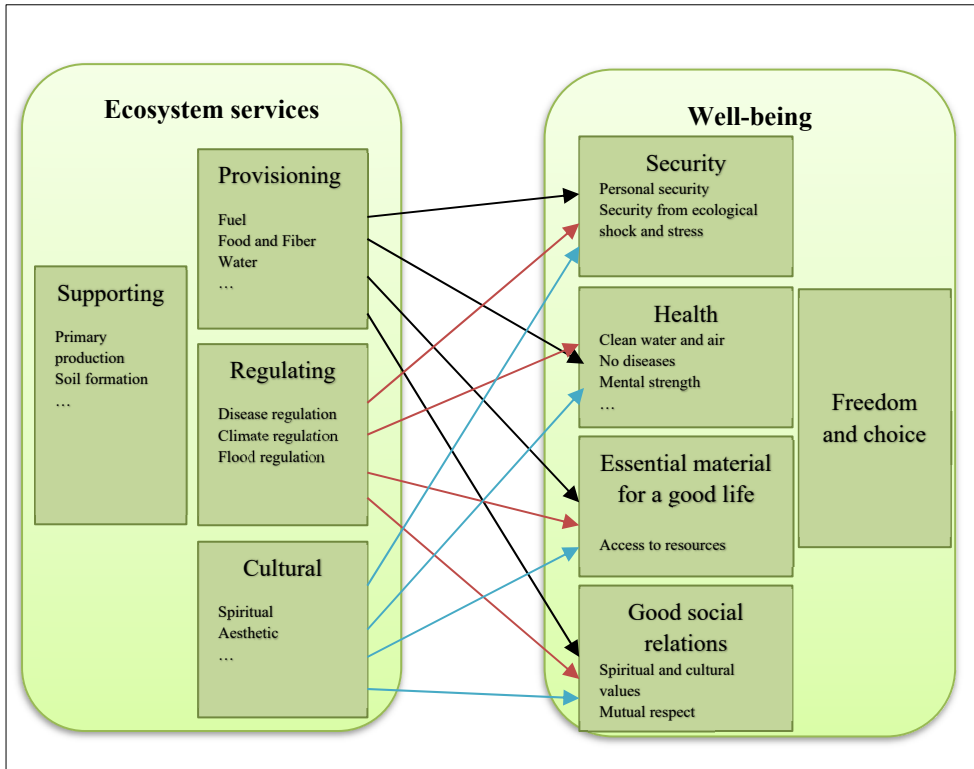 Ecosystem services
Supporting
Primary
production
Soil formation
…
Provisioning
Fuel
Food and Fiber
Water
…
Regulating
Disease regulation
Climate regulation
Flood regulation
Cultural
Spiritual
Aesthetic
…
Well-being
Security
Personal security
Security from ecological
shock and stress
Health
Clean water and air
No diseases
Mental strength
…
Essential material
for a good life
Access to resources
Good social
relations
Spiritual and cultural
values
Mutual respect
Freedom
and choice